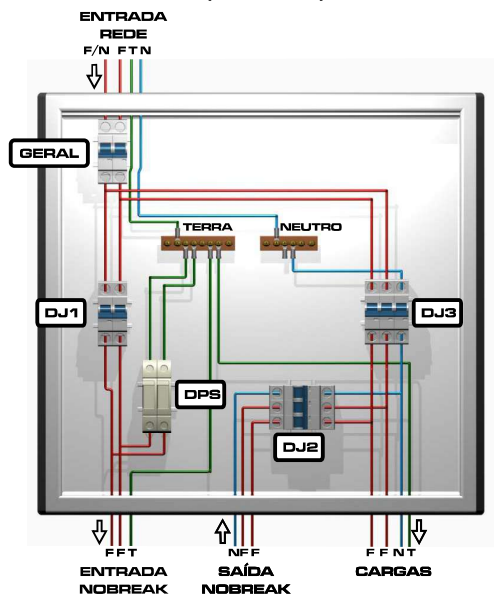 ENTRADA
REDE
F/N F T N
GERAL
TERRA
NEUTRO
DJ1
DJ3
DPS
DJ2
F F T
N F F
F F N T
ENTRADA
NOBREAK
SAÍDA
NOBREAK
CARGAS